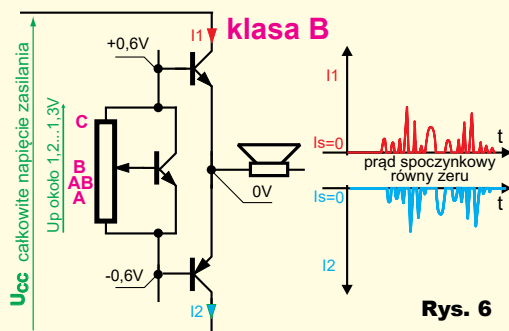 klasa B
I1
+0,6V
Ucc całkowite napięcie zasilania
Up około 1,2...1,3V
C
B
AB
A
0V
-0,6V
I2
I1
t
Is=0
prąd spoczynkowy
równy zeru
Is=0
t
I2
Rys. 6